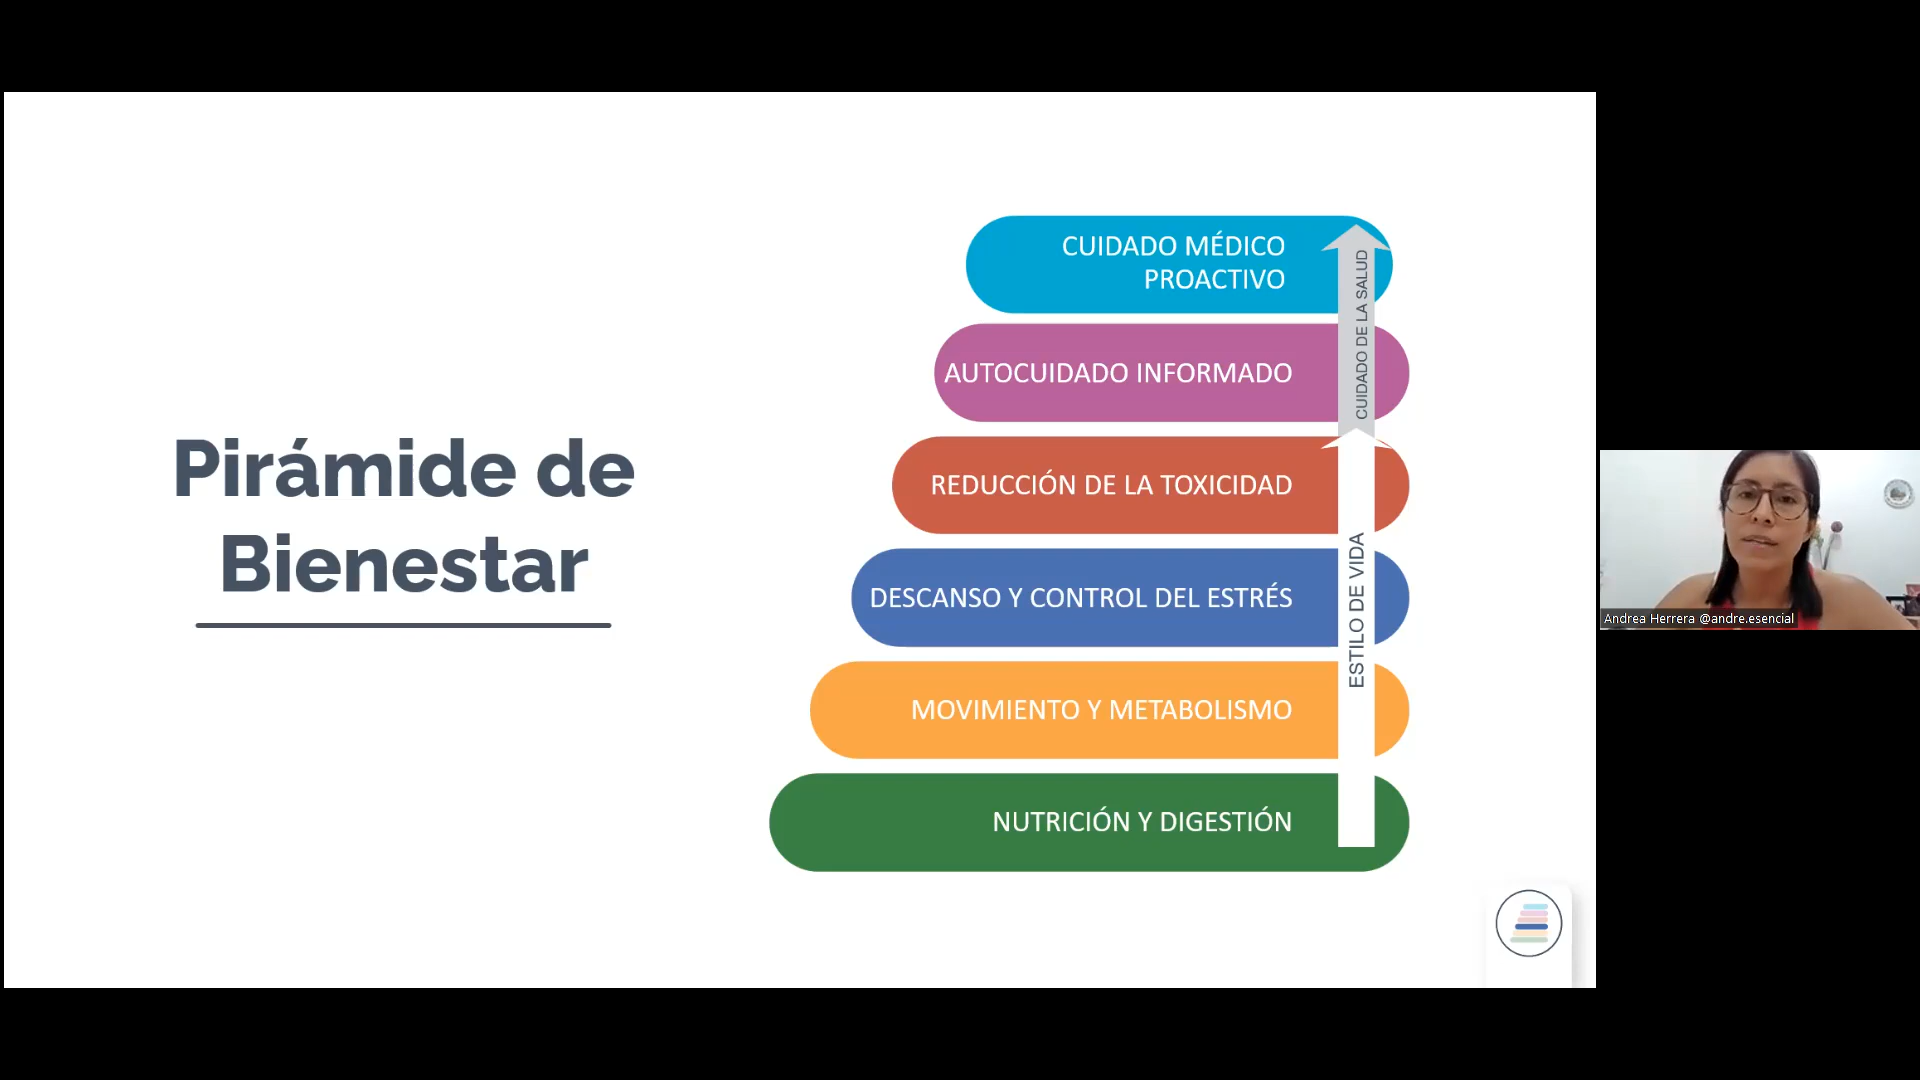 Pirámide de
Bienestar
CUIDADO MÉDICO
PROACTIVO
AUTOCUIDADO INFORMADO
REDUCCIÓN DE LA TOXICIDAD
DESCANSO Y CONTROL DEL ESTRÉS
MOVIMIENTO Y METABOLISMO
NUTRICIÓN Y DIGESTIÓN
CUIDADO DE LA SALUD
ESTILO DE VIDA
Andrea Herrera @andre.esencial